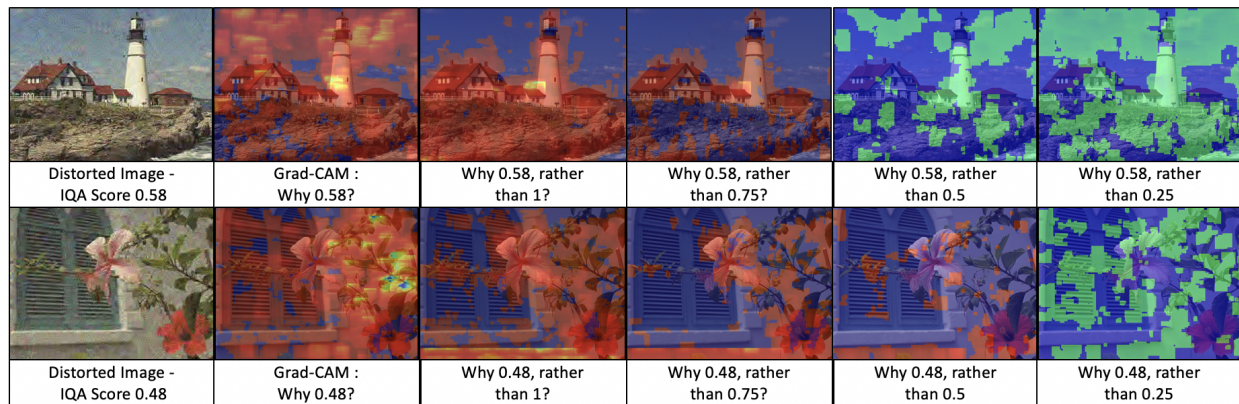 Distorted Image -
IQA Score 0.58
Grad-CAM :
Why 0.58?
Why 0.58, rather
than 1?
Why 0.58, rather
than 0.75?
Why 0.58, rather
than 0.5
Why 0.58, rather
than 0.25
Distorted Image -
IQA Score 0.48
Grad-CAM :
Why 0.48?
Why 0.48, rather
than 1?
Why 0.48, rather
than 0.75?
Why 0.48, rather
than 0.5
Why 0.48, rather
than 0.25